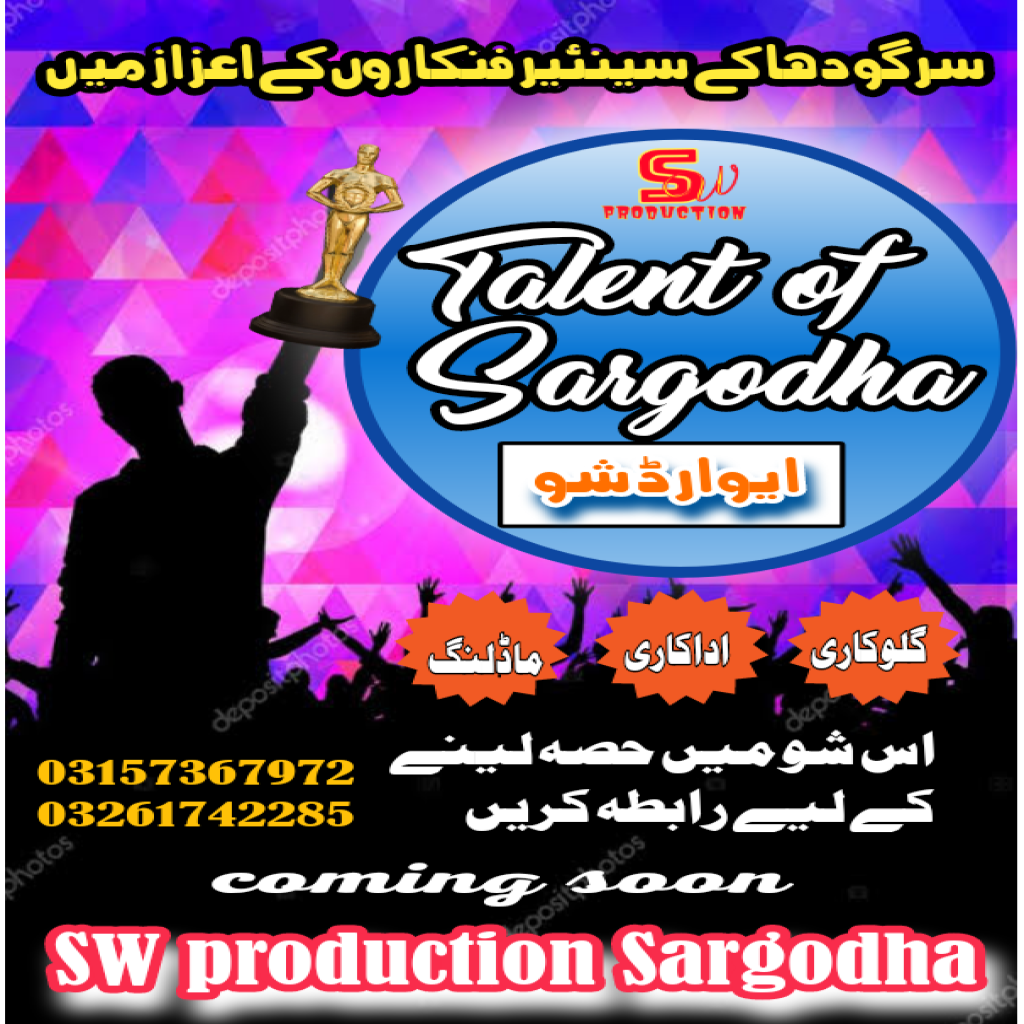 سرگودھا کے سینئیر فنکاروں کے اعزاز میں
SW
PRODUCTION
Talent of
Sargodha
ایوارڈ شو
گلوکاری
اداکاری
ماڈلنگ
اس شو میں حصہ لینے
کے لیے رابطہ کریں
03157367972
03261742285
coming soon
SW production Sargodha
depositphotos